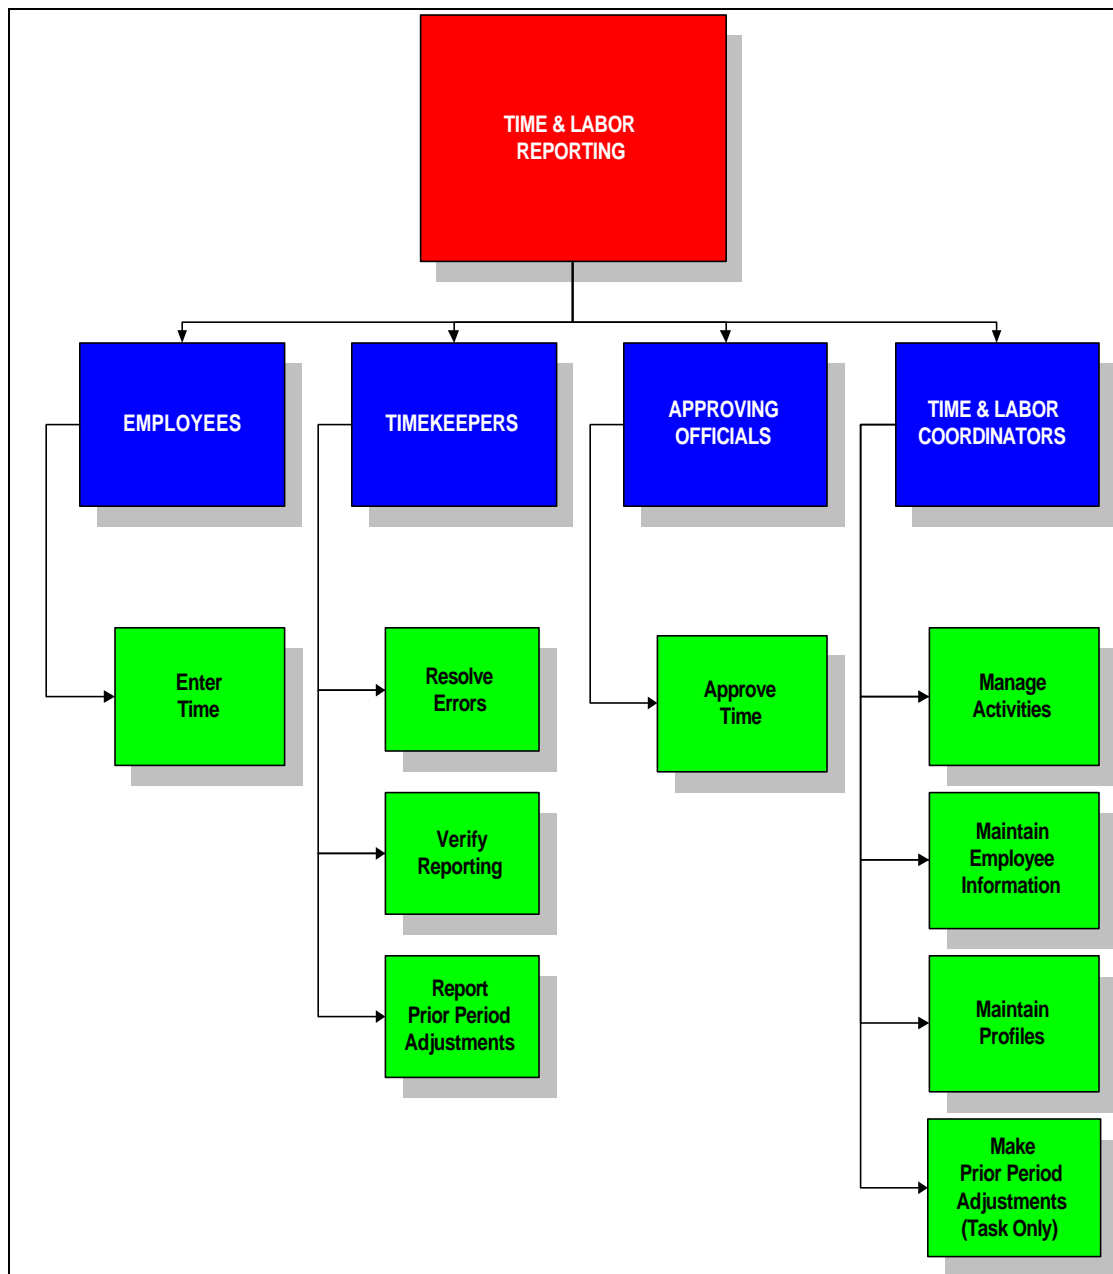 TIME & LABOR
REPORTING
EMPLOYEES
TIMEKEEPERS
APPROVING
OFFICIALS
TIME & LABOR
COORDINATORS
Enter
Time
Resolve
Errors
Verify
Reporting
Report
Prior Period
Adjustments
Approve
Time
Manage
Activities
Maintain
Employee
Information
Maintain
Profiles
Make
Prior Period
Adjustments
(Task Only)